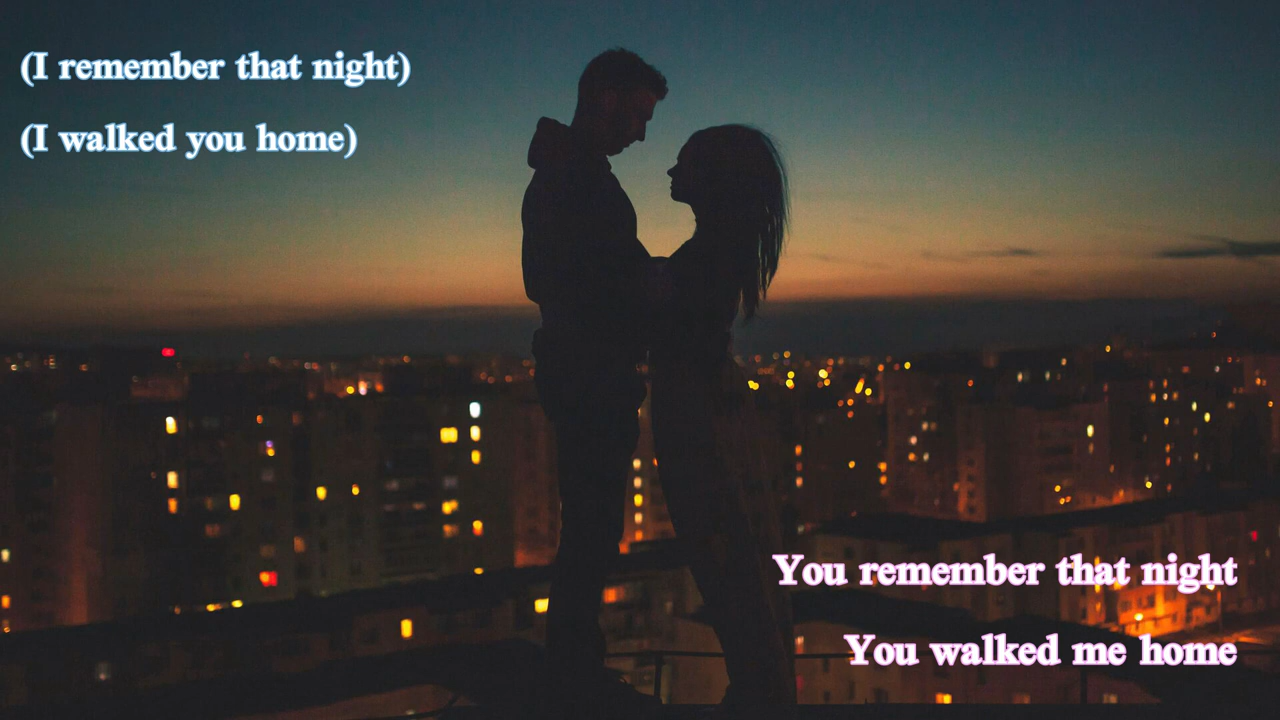 (I remember that night)
(I walked you home)
You remember that night
You walked me home